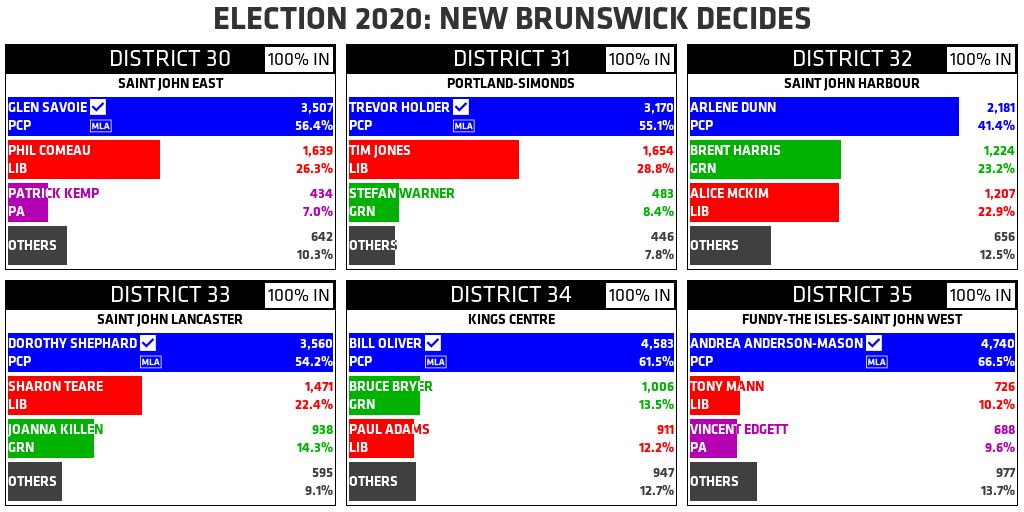 ELECTION 2020: NEW BRUNSWICK DECIDES
DISTRICT 30 100% IN
SAINT JOHN EAST
GLEN SAVOIE 3,507
PCP MLA 56.4%
PHIL COMEAU 1,639
LIB 26.3%
PATRICK KEMP 434
PA 7.0%
OTHERS 642
10.3%
DISTRICT 31 100% IN
PORTLAND-SIMONDS
TREVOR HOLDER 3,170
PCP MLA 55.1%
TIM JONES 1,654
LIB 28.8%
STEFAN WARNER 483
GRN 8.4%
OTHERS 446
7.8%
DISTRICT 32 100% IN
SAINT JOHN HARBOUR
ARLENE DUNN 2,181
PCP 41.4%
BRENT HARRIS 1,224
GRN 23.2%
ALICE MCKIM 1,207
LIB 22.9%
OTHERS 656
12.5%
DISTRICT 33 100% IN
SAINT JOHN LANCASTER
DOROTHY SHEPHARD 3,560
PCP MLA 54.2%
SHARON TEARE 1,471
LIB 22.4%
JOANNA KILLEN 938
GRN 14.3%
OTHERS 595
9.1%
DISTRICT 34 100% IN
KINGS CENTRE
BILL OLIVER 4,583
PCP MLA 61.5%
BRUCE BRYER 1,006
GRN 13.5%
PAUL ADAMS 911
LIB 12.2%
OTHERS 947
12.7%
DISTRICT 35 100% IN
FUNDY-THE ISLES-SAINT JOHN WEST
ANDREA ANDERSON-MASON 4,740
PCP MLA 66.5%
TONY MANN 726
LIB 10.2%
VINCENT EDGETT 688
PA 9.6%
OTHERS 977
13.7%